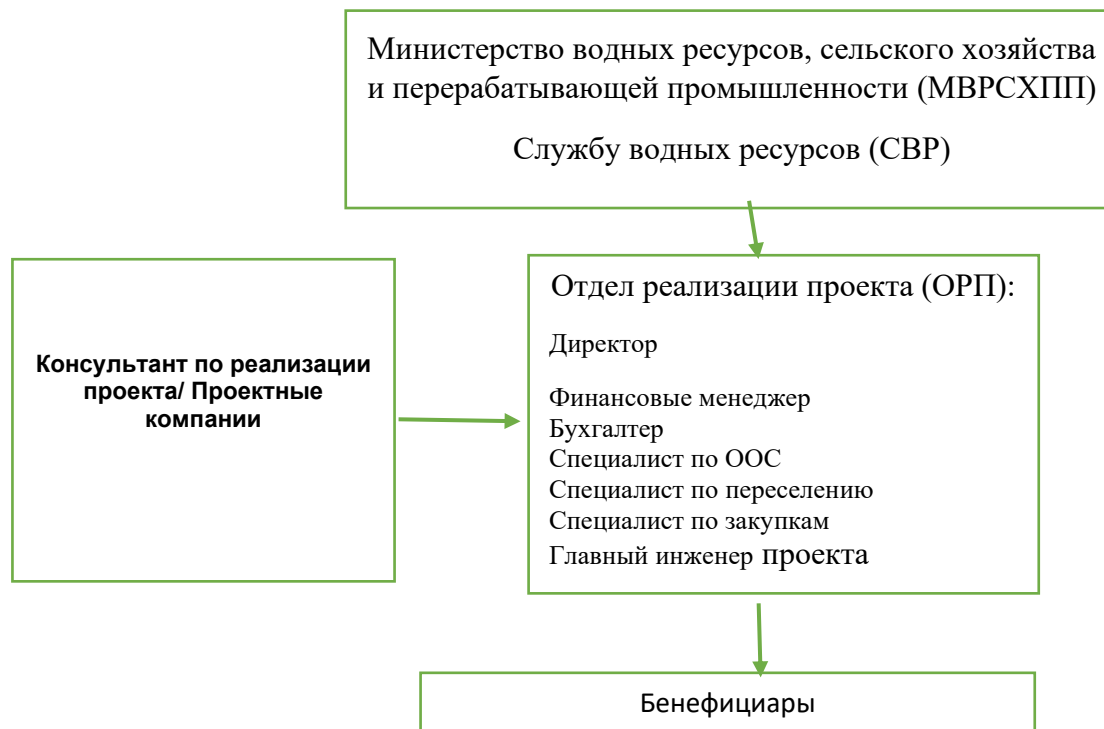 Министерство водных ресурсов, сельского хозяйства
и перерабатывающей промышленности (МВРСХПП)
Службу водных ресурсов (СВР)
Консультант по реализации
проекта/ Проектные
компании
Отдел реализации проекта (ОРП):
Директор
Финансовые менеджер
Бухгалтер
Специалист по ООС
Специалист по переселению
Специалист по закупкам
Главный инженер проекта
Бенефициары